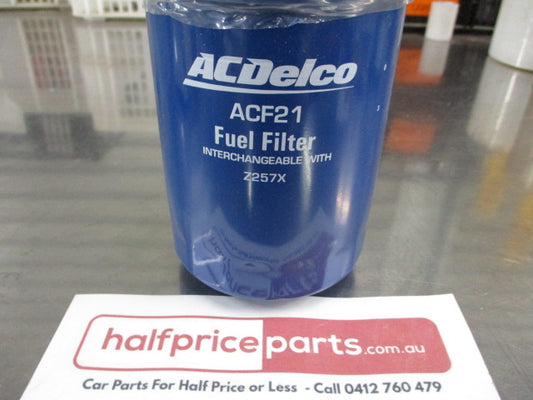 ACDelco
ACF21
Fuel Filter
INTERCHANGEABLE WITH
Z257X
halfpriceparts.com.au
Car Parts For Half Price or Less - Call 0412 760 479